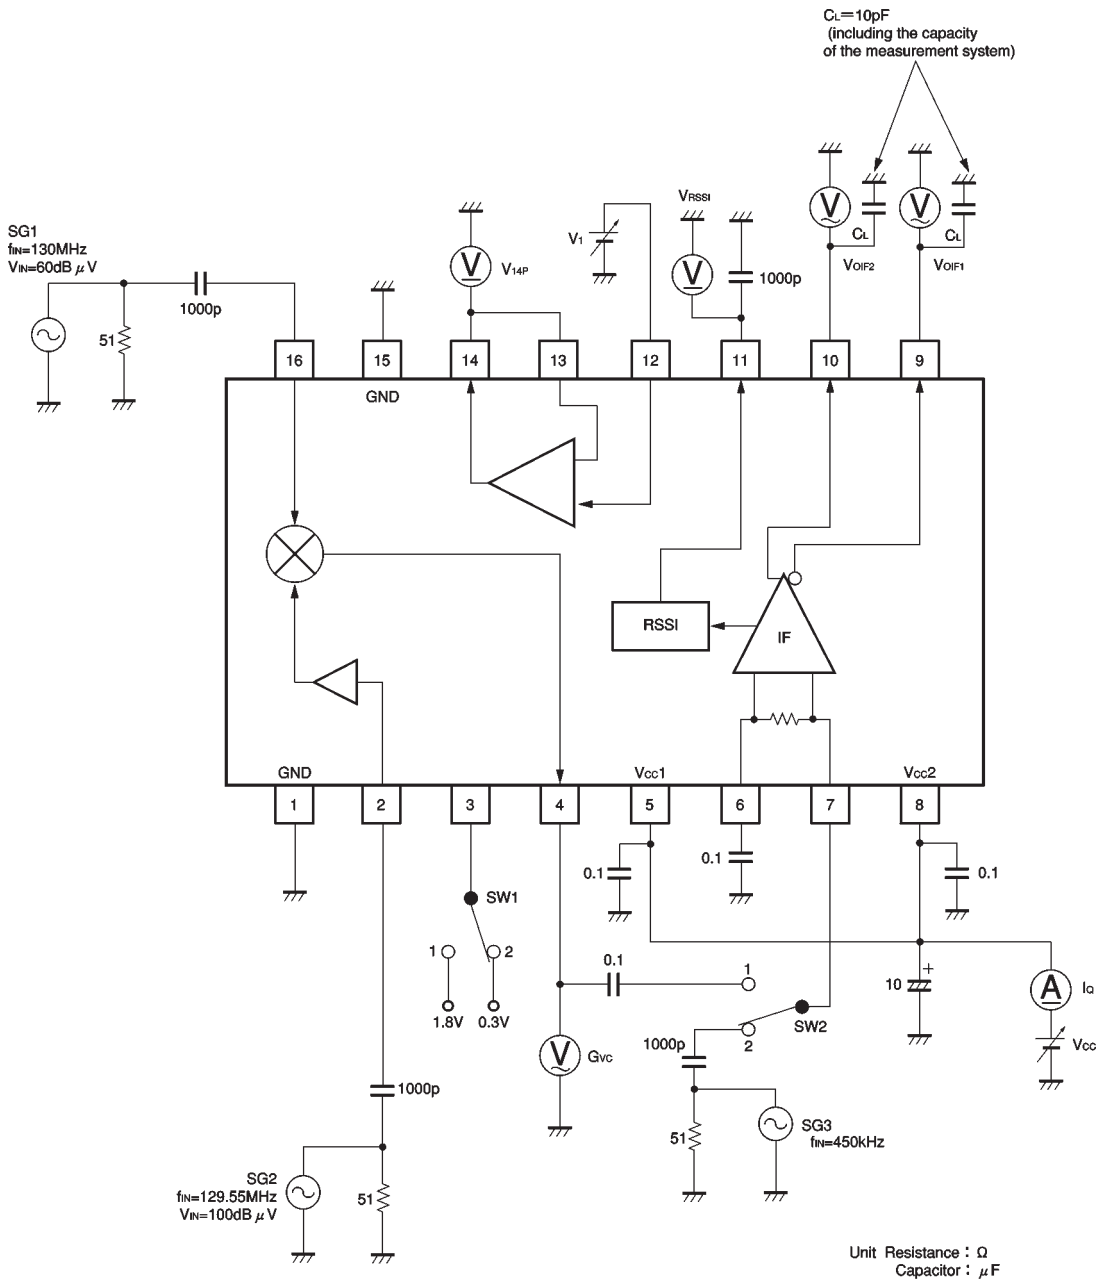 CL=10pF
(including the capacity
of the measurement system)
VRSSI
SG1
fIN=130MHz
VIN=60dBμV
1000p
51
V
V14P
V1
V
1000p
V
CL
VOIF2
V
CL
VOIF1
16
15
14
13
12
11
10
9
GND
RSSI
IF
GND
VCC1
VCC2
1
2
3
4
5
6
7
8
0.1
0.1
0.1
SW1
1
2
1.8V
0.3V
0.1
1
SW2
2
10
+
A
IQ
VCC
V
GVC
1000p
1000p
51
SG3
fIN=450kHz
SG2
fIN=129.55MHz
VIN=100dBμV
51
Unit Resistance : Ω
Capacitor : μF